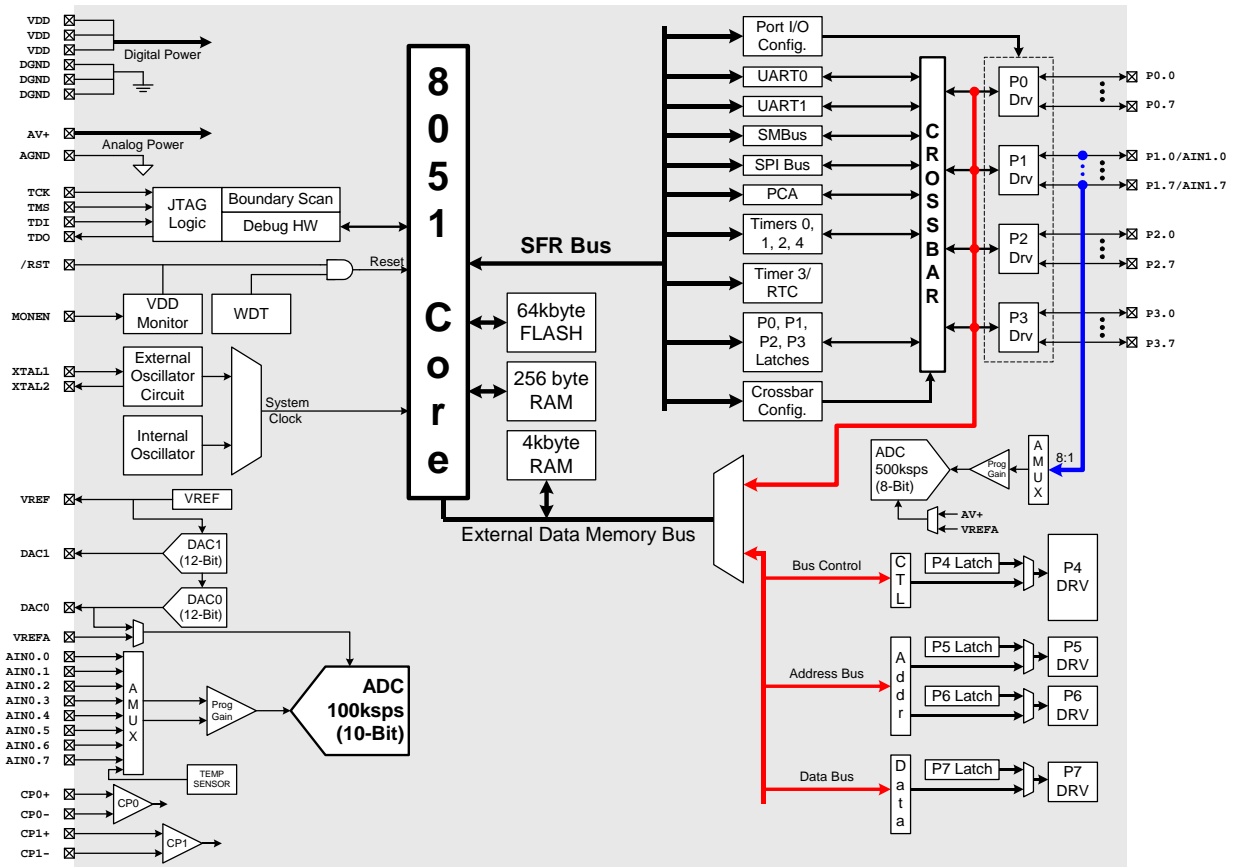 VDD
VDD
VDD
Digital Power
DGND
DGND
DGND
AV+
Analog Power
AGND
TCK
TMS
TDI
TDO
JTAG
Logic
Boundary Scan
Debug HW
/RST
Reset
MONEN
VDD
Monitor
WDT
XTAL1
XTAL2
External
Oscillator
Circuit
Internal
Oscillator
System
Clock
VREF
VREF
DAC1
DAC1
(12-Bit)
DAC0
DAC0
(12-Bit)
VREFA
AIN0.0
AIN0.1
AIN0.2
AIN0.3
AIN0.4
AIN0.5
AIN0.6
AIN0.7
AMUX
Prog
Gain
ADC
100ksps
(10-Bit)
TEMP
SENSOR
CP0+
CP0-
CP0
CP1+
CP1-
CP1
8051 Core
SFR Bus
64kbyte
FLASH
256 byte
RAM
4kbyte
RAM
External Data Memory Bus
Port I/O
Config.
UART0
UART1
SMBus
SPI Bus
PCA
Timers 0,
1, 2, 4
Timer 3/
RTC
P0, P1,
P2, P3
Latches
Crossbar
Config.
CROSSBAR
P0
Drv
P1
Drv
P2
Drv
P3
Drv
P0.0
P0.7
P1.0/AIN1.0
P1.7/AIN1.7
P2.0
P2.7
P3.0
P3.7
ADC
500ksps
(8-Bit)
Prog
Gain
AMUX
8:1
AV+
VREFA
Bus Control
CTL
P4 Latch
P4
DRV
Address Bus
Addr
P5 Latch
P5
DRV
P6 Latch
P6
DRV
Data Bus
Data
P7 Latch
P7
DRV